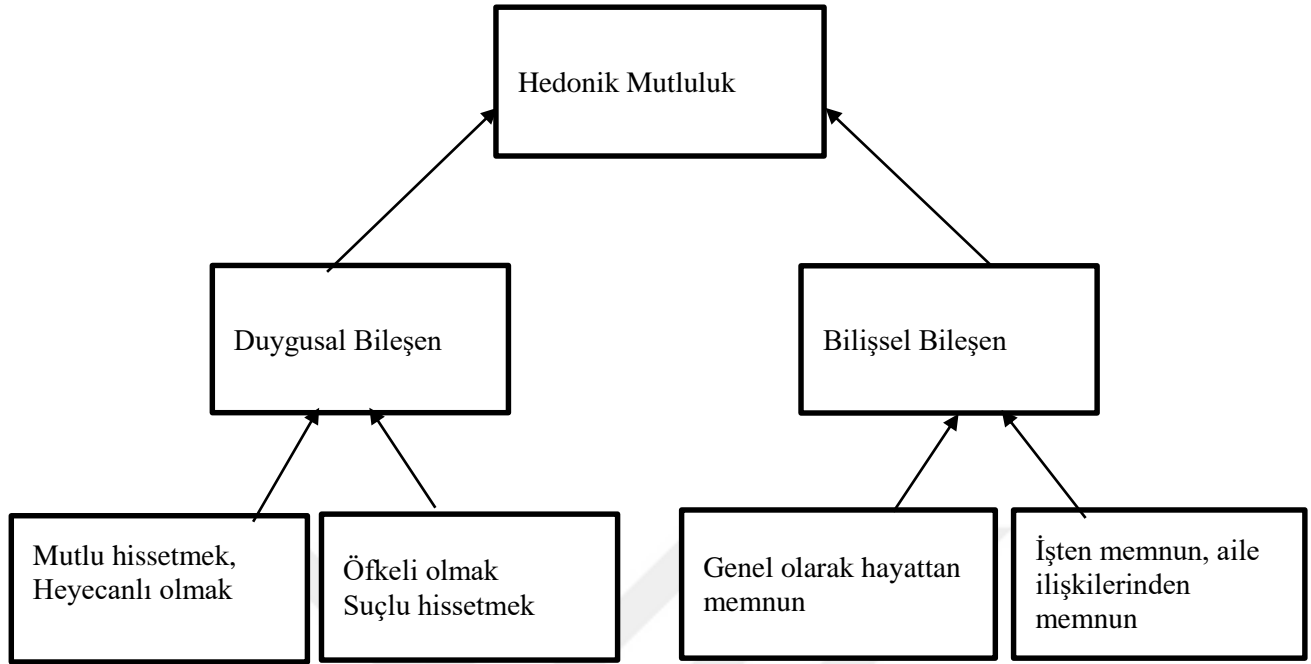 Hedonik Mutluluk
Duygusal Bileşen
Bilişsel Bileşen
Mutlu hissetmek,
Heyecanlı olmak
Öfkeli olmak
Suçlu hissetmek
Genel olarak hayattan
memnun
İşten memnun, aile
ilişkilerinden
memnun